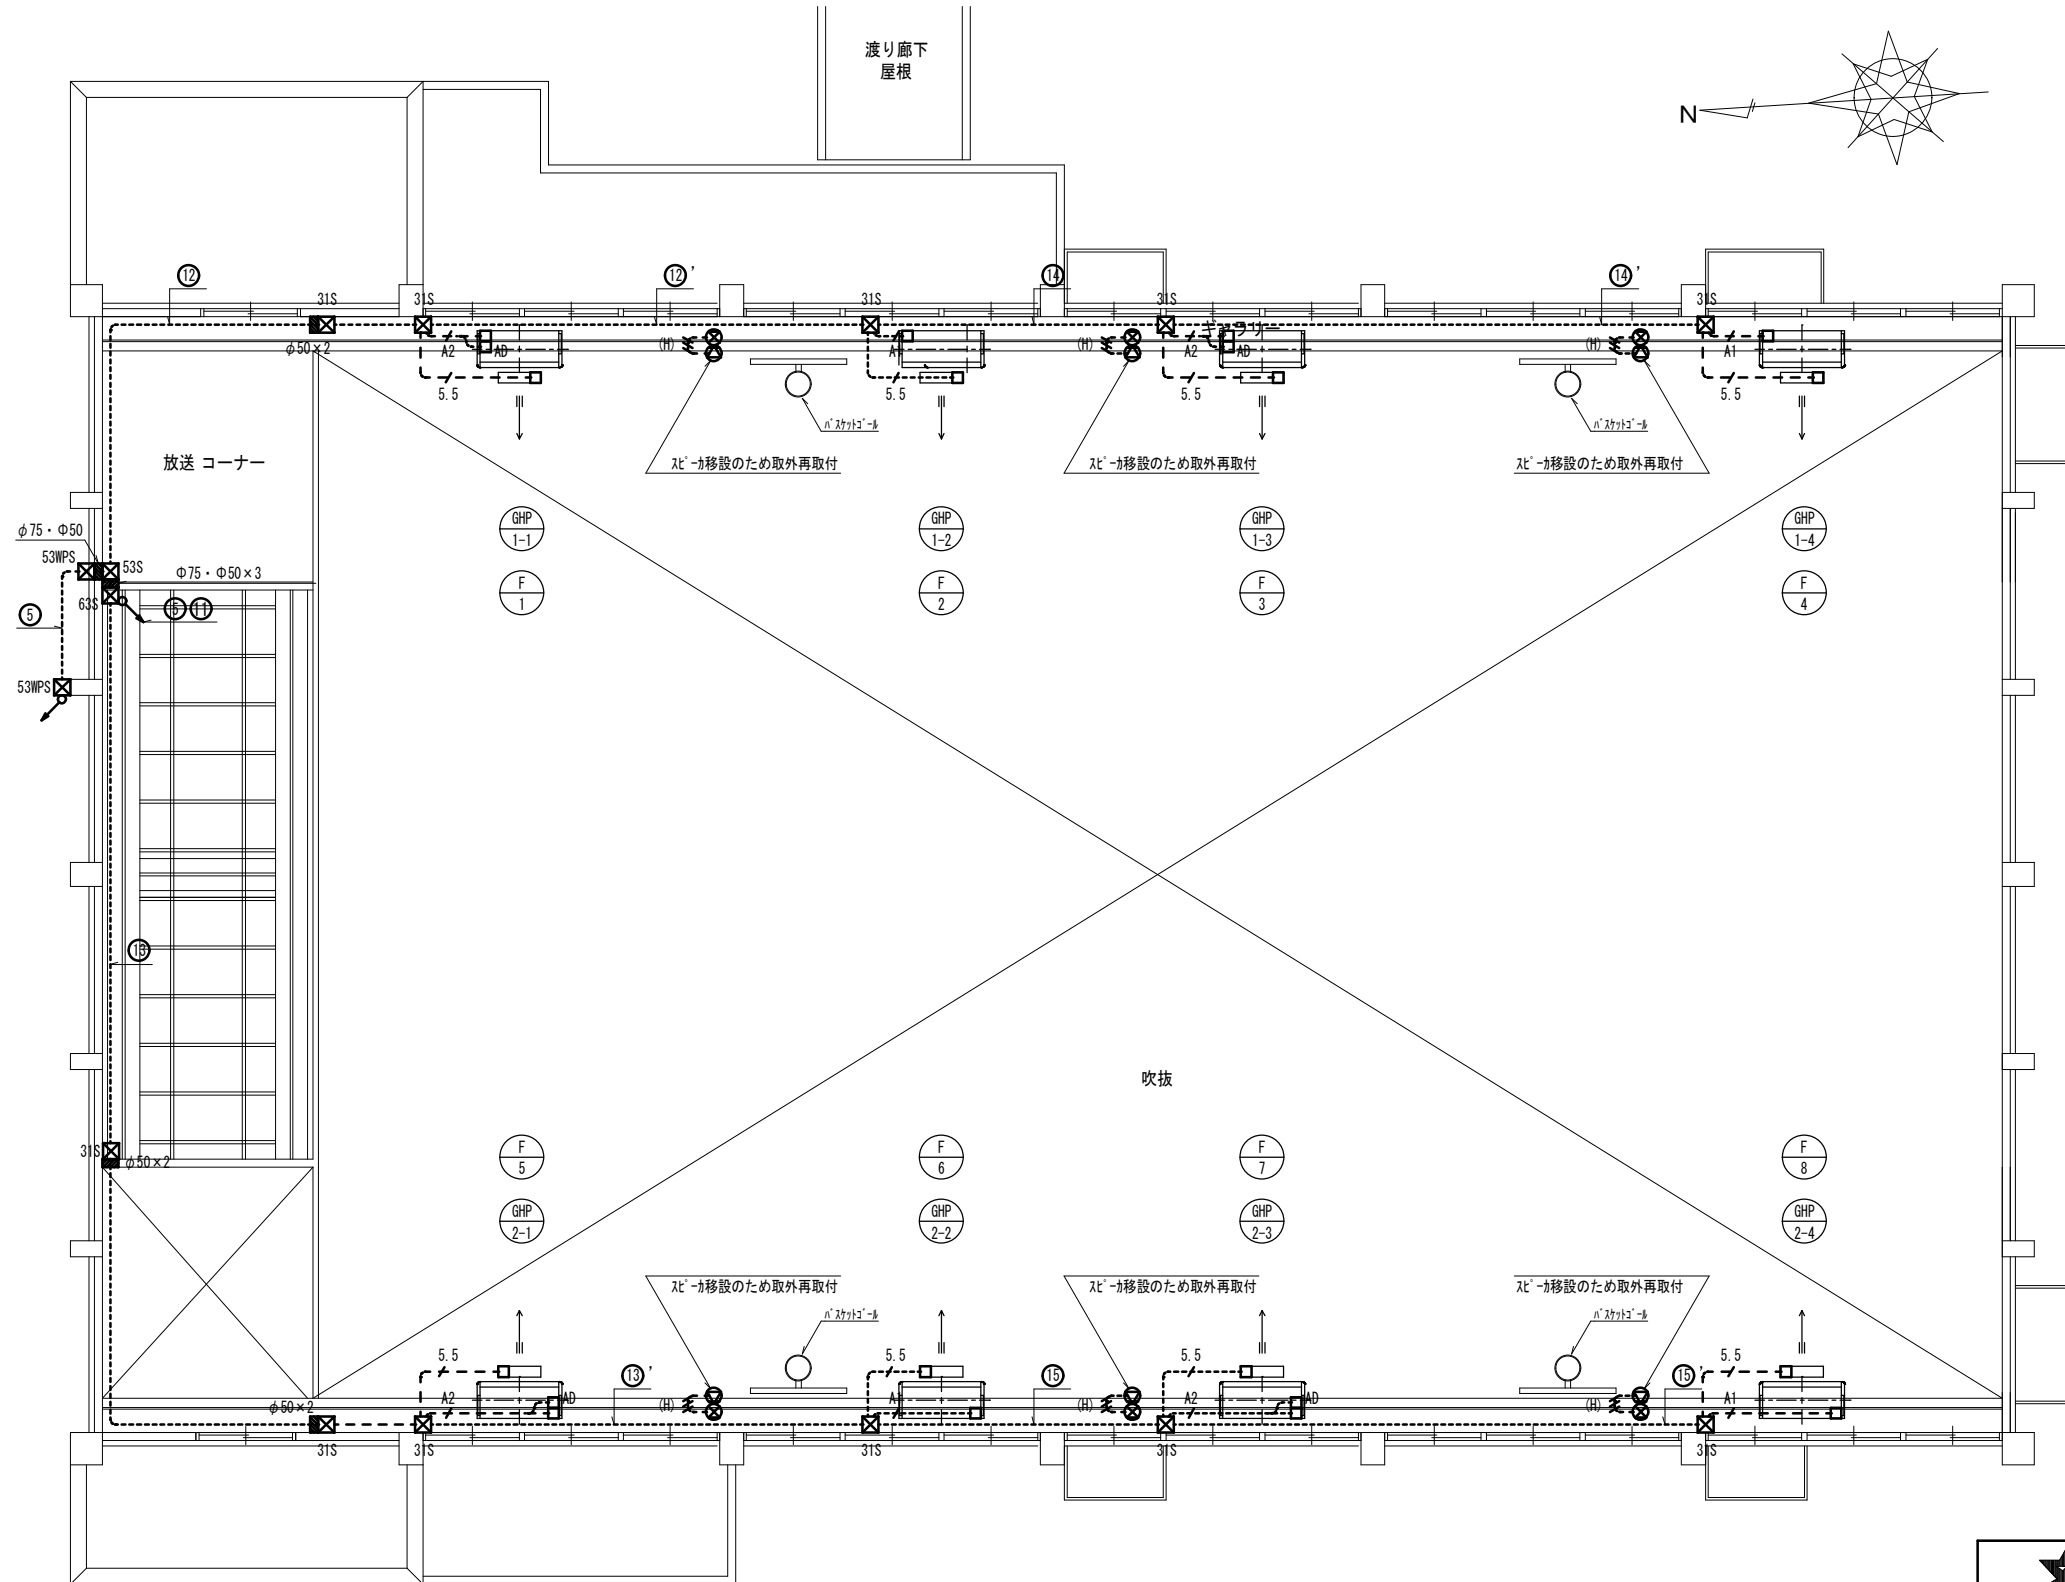 渡り廊下
屋根
N
12
12'
14
14'
31S
31S
31S
31S
31S
ギャラリー
φ50×2
A2
AD
(H)
A1
(H)
A2
AD
(H)
A1
5.5
5.5
5.5
5.5
ﾊﾞｽｹｯﾄｺﾞｰﾙ
ﾊﾞｽｹｯﾄｺﾞｰﾙ
放送 コーナー
ｽﾋﾟｰｶ移設のため取外再取付
ｽﾋﾟｰｶ移設のため取外再取付
ｽﾋﾟｰｶ移設のため取外再取付
GHP
1-1
GHP
1-2
GHP
1-3
GHP
1-4
φ75・Φ50
53WPS
53S
Φ75・Φ50×3
F
1
F
2
F
3
F
4
63S
5
5 11
53WPS
13
吹抜
31S
φ50×2
F
5
F
6
F
7
F
8
GHP
2-1
GHP
2-2
GHP
2-3
GHP
2-4
ｽﾋﾟｰｶ移設のため取外再取付
ｽﾋﾟｰｶ移設のため取外再取付
ｽﾋﾟｰｶ移設のため取外再取付
ﾊﾞｽｹｯﾄｺﾞｰﾙ
ﾊﾞｽｹｯﾄｺﾞｰﾙ
5.5
5.5
5.5
5.5
13'
15
15'
A2
AD
(H)
A1
(H)
A2
AD
(H)
A1
φ50×2
31S
31S
31S
31S
31S